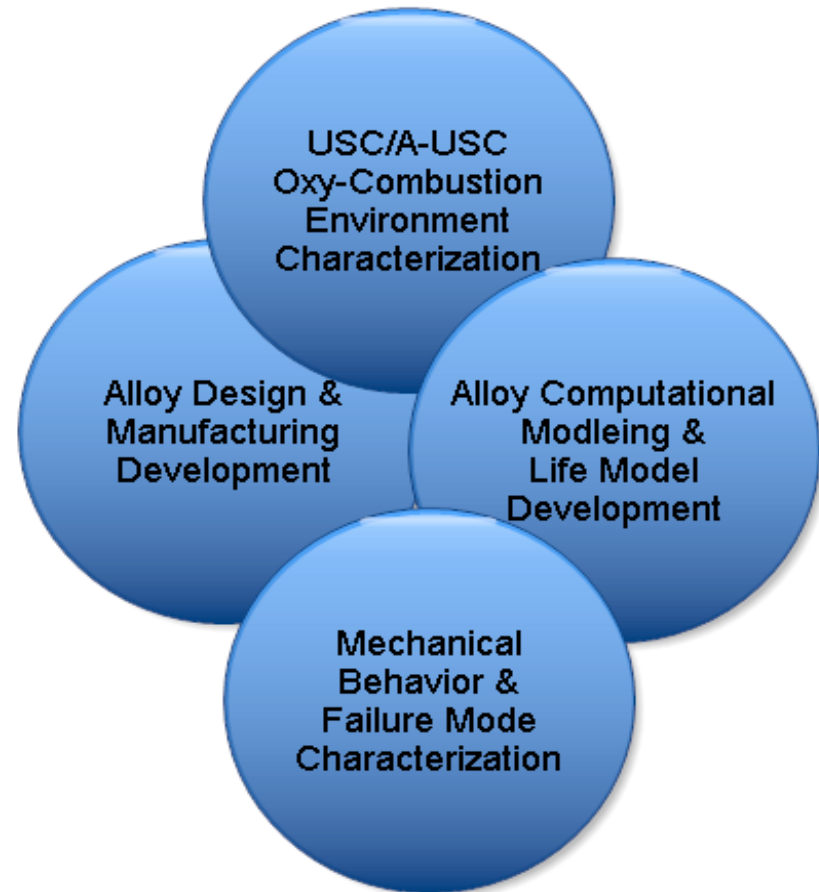 USC/A-USC
Oxy-Combustion
Environment
Characterization
Alloy Design &
Manufacturing
Development
Alloy Computational
Modleing &
Life Model
Development
Mechanical
Behavior &
Failure Mode
Characterization